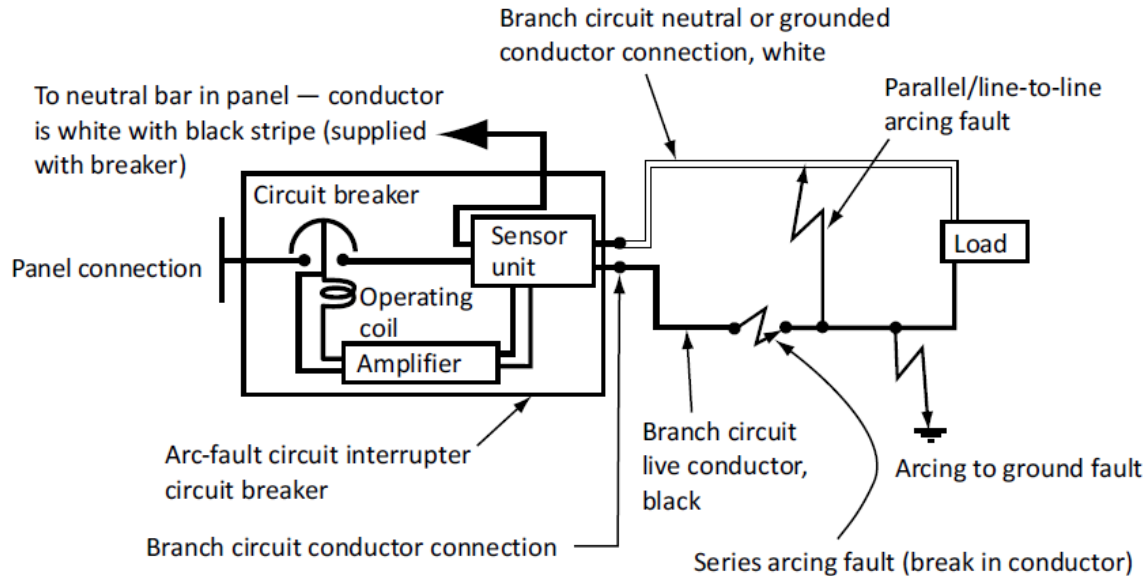 Branch circuit neutral or grounded
conductor connection, white
To neutral bar in panel — conductor
is white with black stripe (supplied
with breaker)
Parallel/line-to-line
arcing fault
Circuit breaker
Sensor
unit
Load
Panel connection
Operating
coil
Amplifier
Branch circuit
live conductor,
black
Arcing to ground fault
Arc-fault circuit interrupter
circuit breaker
Branch circuit conductor connection
Series arcing fault (break in conductor)